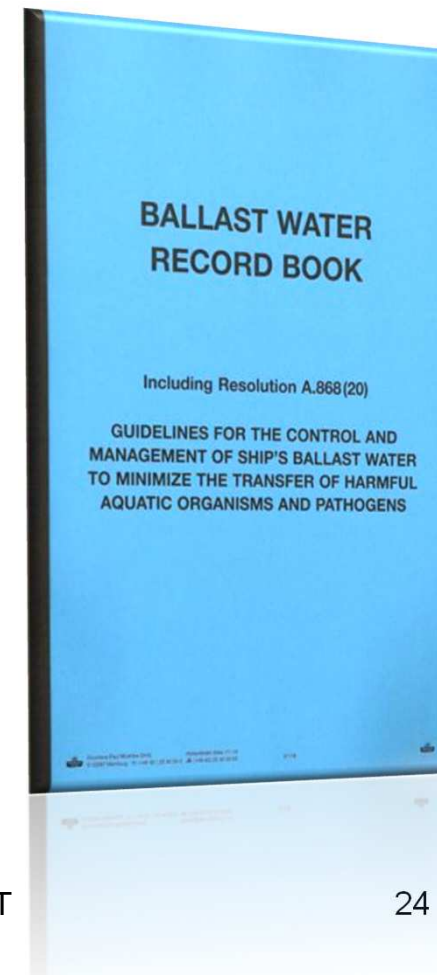 BALLAST WATER
RECORD BOOK
Including Resolution A.868(20)
GUIDELINES FOR THE CONTROL AND
MANAGEMENT OF SHIP'S BALLAST WATER
TO MINIMIZE THE TRANSFER OF HARMFUL
AQUATIC ORGANISMS AND PATHOGENS
T
24